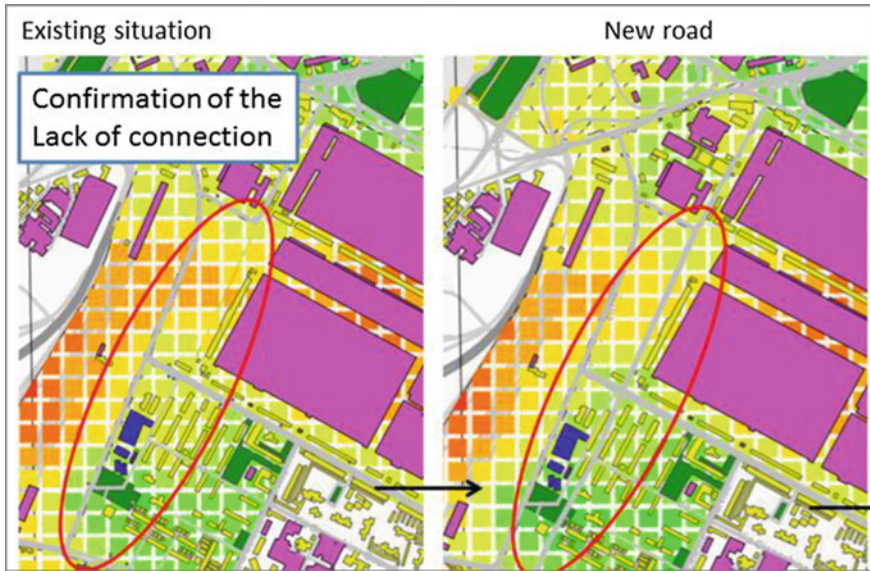 Existing situation
New road
Confirmation of the
Lack of connection